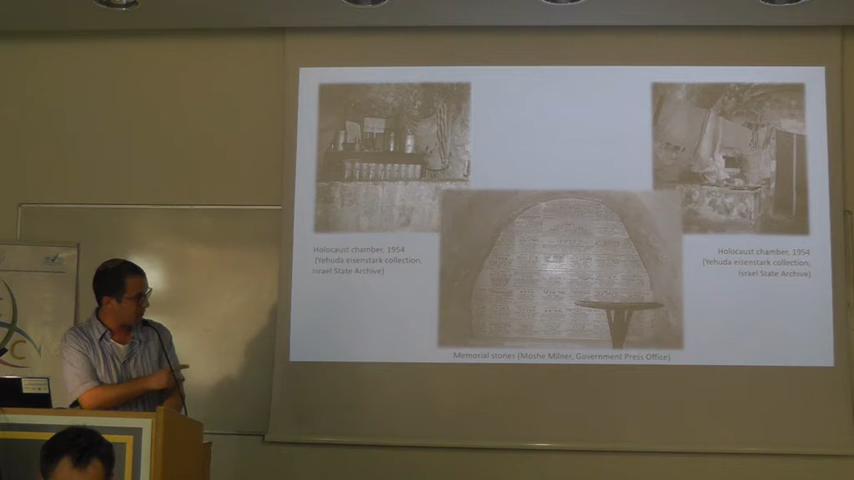 Holocaust chamber, 1954
(Yehuda eisenstark collection,
Israel State Archive)
Holocaust chamber, 1954
(Yehuda eisenstark collection,
Israel State Archive)
Memorial stones (Moshe Milner, Government Press Office)